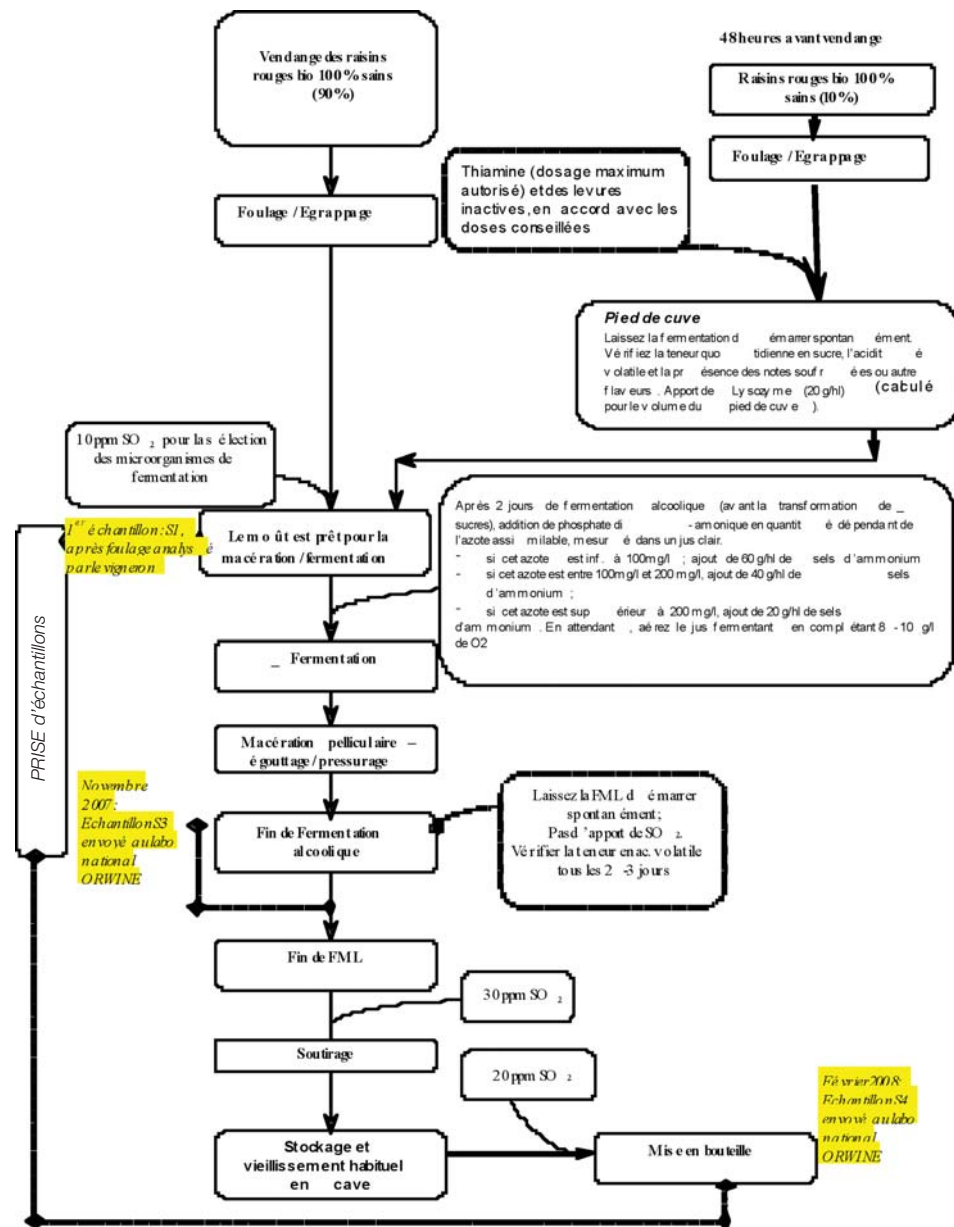 Vendange des raisins
rouges bio 100% sains
(90%)
48 heures avant vendange
Raisins rouges bio 100%
sains (10%)
Foulage / Egrappage
Thiamine (dosage maximum
autorisé) et des levures
inactives, en accord avec les
doses conseillées
Foulage / Egrappage
Pied de cuve
Laissez la fermentation démarrer spontanément.
Vérifiez la teneur quotidienne en sucre, l'acidité
volatile et la présence des notes soufrées ou autre
flaveurs. Apport de Lysozyme (20 g/hl) (calculé
pour le volume du pied de cuve).
10ppm SO2 pour la sélection
des microorganismes de
fermentation
1er échantillon : S1,
après foulage analysé
par le vigneron
Le moût est prêt pour la
macération / fermentation
Après 2 jours de fermentation alcoolique (avant la transformation de _
sucres), addition de phosphate di-amonique en quantité dépendant de
l'azote assimilable, mesuré dans un jus clair.
- si cet azote est inf. à 100mg/l ; ajout de 60 g/hl de sels d'ammonium
- si cet azote est entre 100mg/l et 200 mg/l, ajout de 40 g/hl de sels
d'ammonium ;
- si cet azote est supérieur à 200 mg/l, ajout de 20 g/hl de sels
d'ammonium. En attendant, aérez le jus fermentant en complétant 8-10 g/l
de O2
PRISE d'échantillons
_ Fermentation
Macération pelliculaire –
égouttage/pressurage
Novembre
2007:
Echantillon S3
envoyé au labo
national
ORWINE
Fin de Fermentation
alcoolique
Laissez la FML démarrer
spontanément;
Pas d'apport de SO2.
Vérifier la teneur en ac. volatile
tous les 2-3 jours
Fin de FML
30ppm SO2
Soutirage
20ppm SO2
Stockage et
vieillissement habituel
en cave
Mise en bouteille
Février 2008:
Echantillon S4
envoyé au labo
national
ORWINE